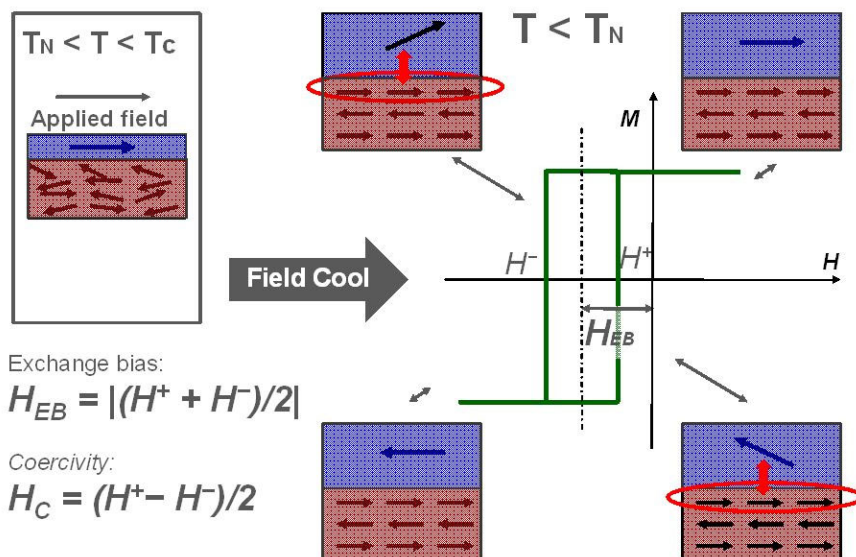 TN < T < TC
Applied field
T < TN
M
H
H⁻
H⁺
Field Cool
HEB
Exchange bias:
HEB = |(H⁺ + H⁻)/2|
Coercivity:
HC = (H⁺− H⁻)/2